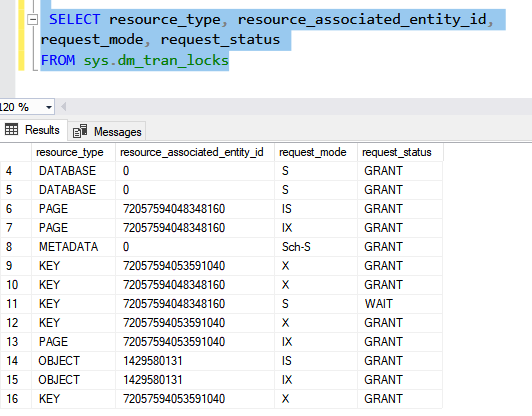 SELECT resource_type, resource_associated_entity_id,
request_mode, request_status
FROM sys.dm_tran_locks
120 %
Results Messages
resource_type resource_associated_entity_id request_mode request_status
4 DATABASE 0 S GRANT
5 DATABASE 0 S GRANT
6 PAGE 72057594048348160 IS GRANT
7 PAGE 72057594048348160 IX GRANT
8 METADATA 0 Sch-S GRANT
9 KEY 72057594053591040 X GRANT
10 KEY 72057594048348160 X GRANT
11 KEY 72057594048348160 S WAIT
12 KEY 72057594053591040 X GRANT
13 PAGE 72057594053591040 IX GRANT
14 OBJECT 1429580131 IS GRANT
15 OBJECT 1429580131 IX GRANT
16 KEY 72057594053591040 X GRANT